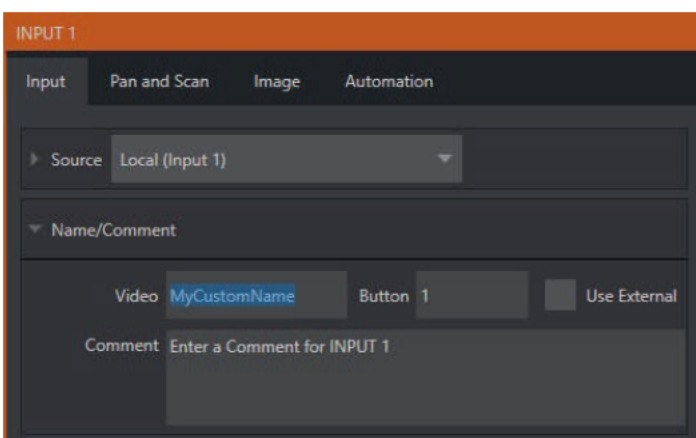 INPUT 1
Input Pan and Scan Image Automation
Source Local (Input 1)
Name/Comment
Video MyCustomName Button 1 Use External
Comment Enter a Comment for INPUT 1